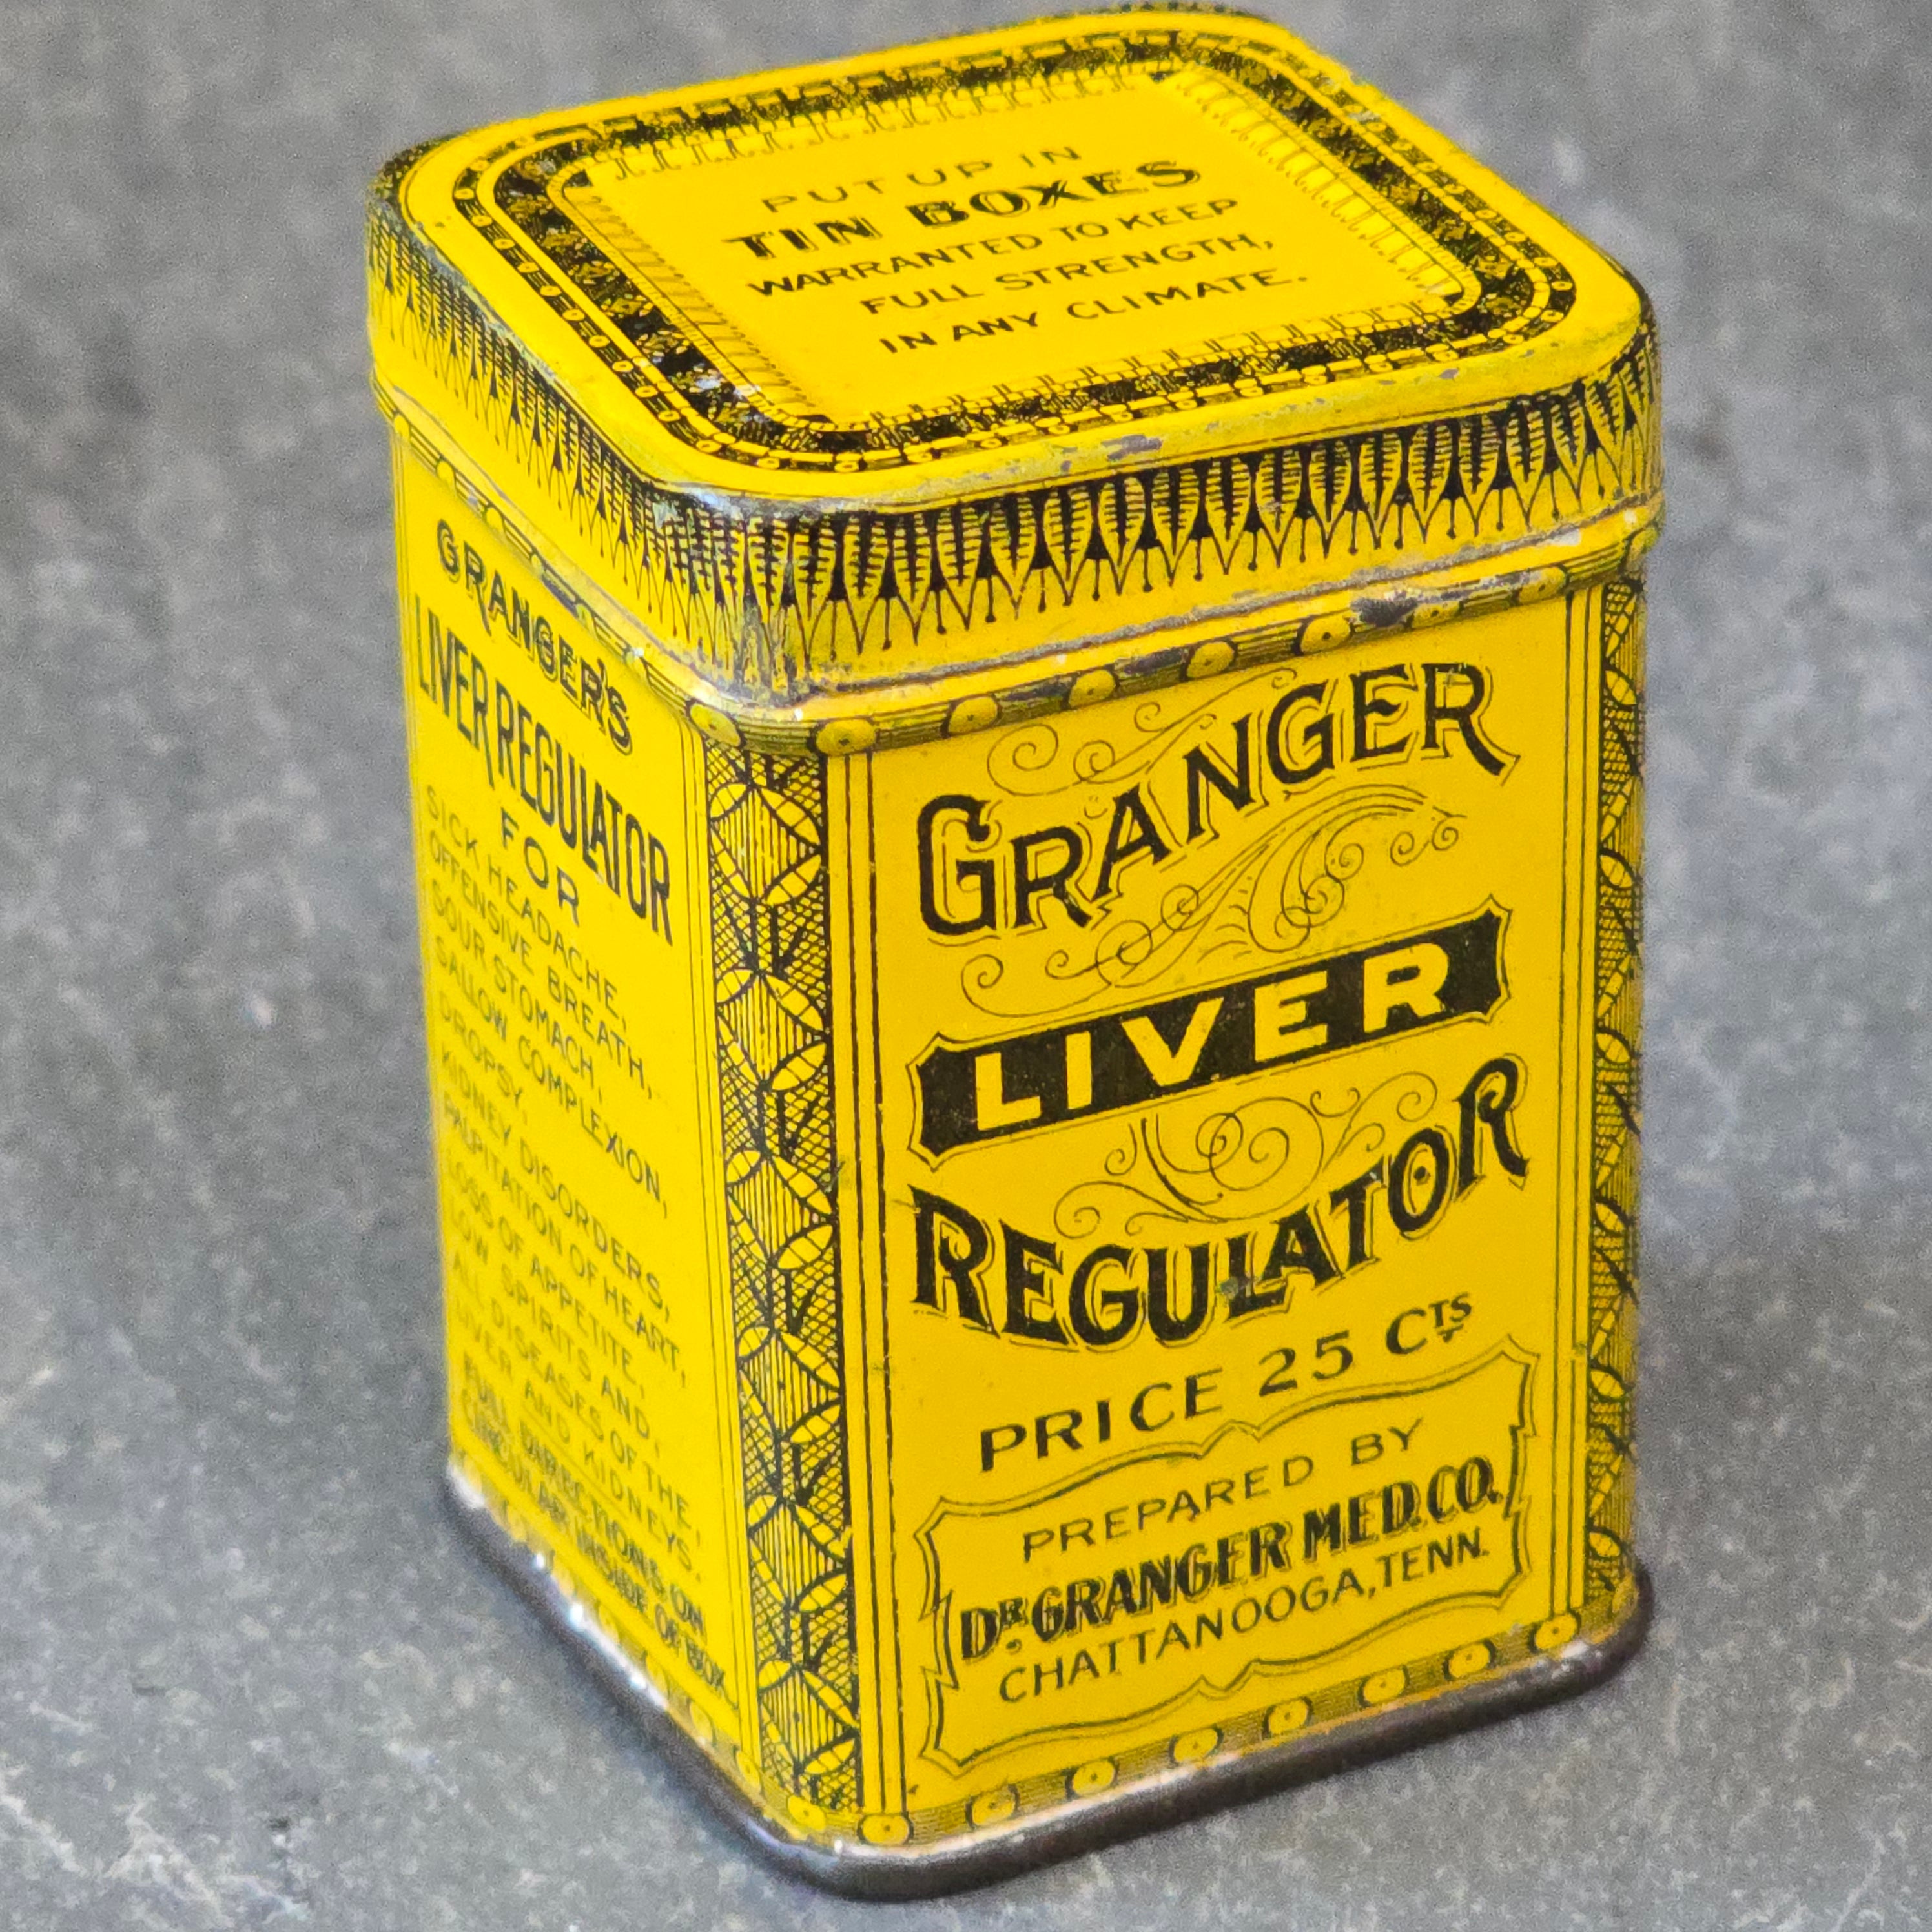 PUT UP IN
TIN BOXES
WARRANTED TO KEEP
FULL STRENGTH,
IN ANY CLIMATE.
GRANGER'S
LIVER REGULATOR
FOR
SICK HEADACHE,
OFFENSIVE BREATH,
SOUR STOMACH,
SALLOW COMPLEXION,
DROPSY,
KIDNEY DISORDERS,
PALPITATION OF HEART,
LOSS OF APPETITE,
LOW SPIRITS AND
ALL DISEASES OF THE
LIVER AND KIDNEYS.
FULL DIRECTIONS ON
CIRCULAR INSIDE OF BOX
GRANGER
LIVER
REGULATOR
PRICE 25 CTS
PREPARED BY
DR. GRANGER MED. CO.
CHATTANOOGA, TENN.